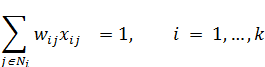 ∑_{j∈N_i} w_{ij}x_{ij} = 1, i = 1, ..., k